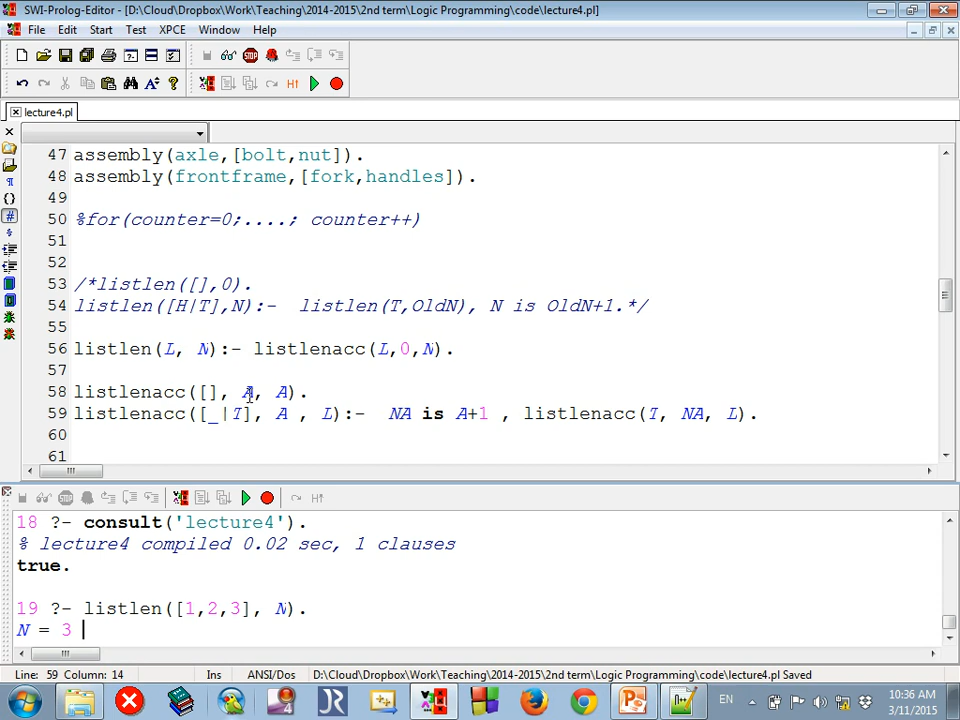 SWI-Prolog-Editor - [D:\Cloud\Dropbox\Work\Teaching\2014-2015\2nd term\Logic Programming\code\lecture4.pl]
File Edit Start Test XPCE Window Help
lecture4.pl
47 assembly(axle,[bolt,nut]).
48 assembly(frontframe,[fork,handles]).
49
50 %for(counter=0;....; counter++)
51
52
53 /*listlen([],0).
54 listlen([H|T],N):-  listlen(T,OldN), N is OldN+1.*/
55
56 listlen(L, N):- listlenacc(L,0,N).
57
58 listlenacc([], A, A).
59 listlenacc([_|T], A , L):-  NA is A+1 , listlenacc(T, NA, L).
60
61
18 ?- consult('lecture4').
% lecture4 compiled 0.02 sec, 1 clauses
true.
19 ?- listlen([1,2,3], N).
N = 3
Line: 59 Column: 14 Ins ANSI/DOS D:\Cloud\Dropbox\Work\Teaching\2014-2015\2nd term\Logic Programming\code\lecture4.pl Saved
EN
10:36 AM
3/11/2015